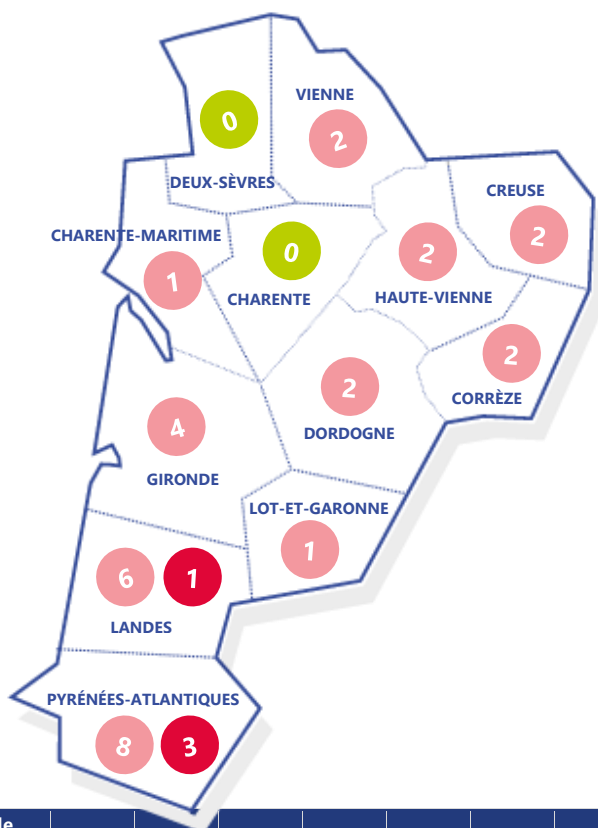 VIENNE
0
2
DEUX-SÈVRES
CREUSE
2
CHARENTE-MARITIME
0
2
1
CHARENTE
HAUTE-VIENNE
2
2
CORRÈZE
4
DORDOGNE
GIRONDE
LOT-ET-GARONNE
1
6 1
LANDES
PYRÉNÉES-ATLANTIQUES
8 3